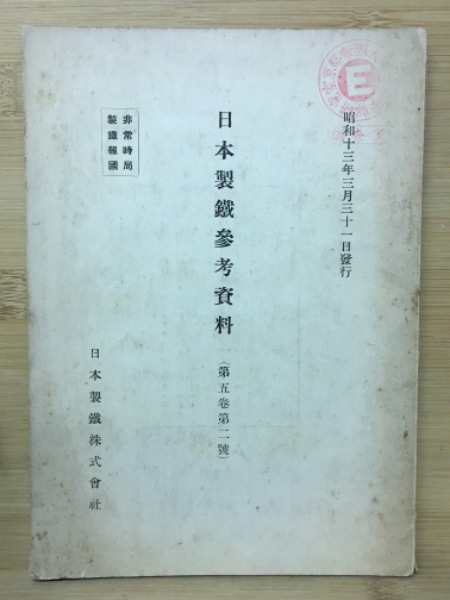 昭和十三年三月三十一日發行
日本製鐵參考資料
(第五卷第二號)
非常時局
製鐵報國
日本製鐵株式會社
E